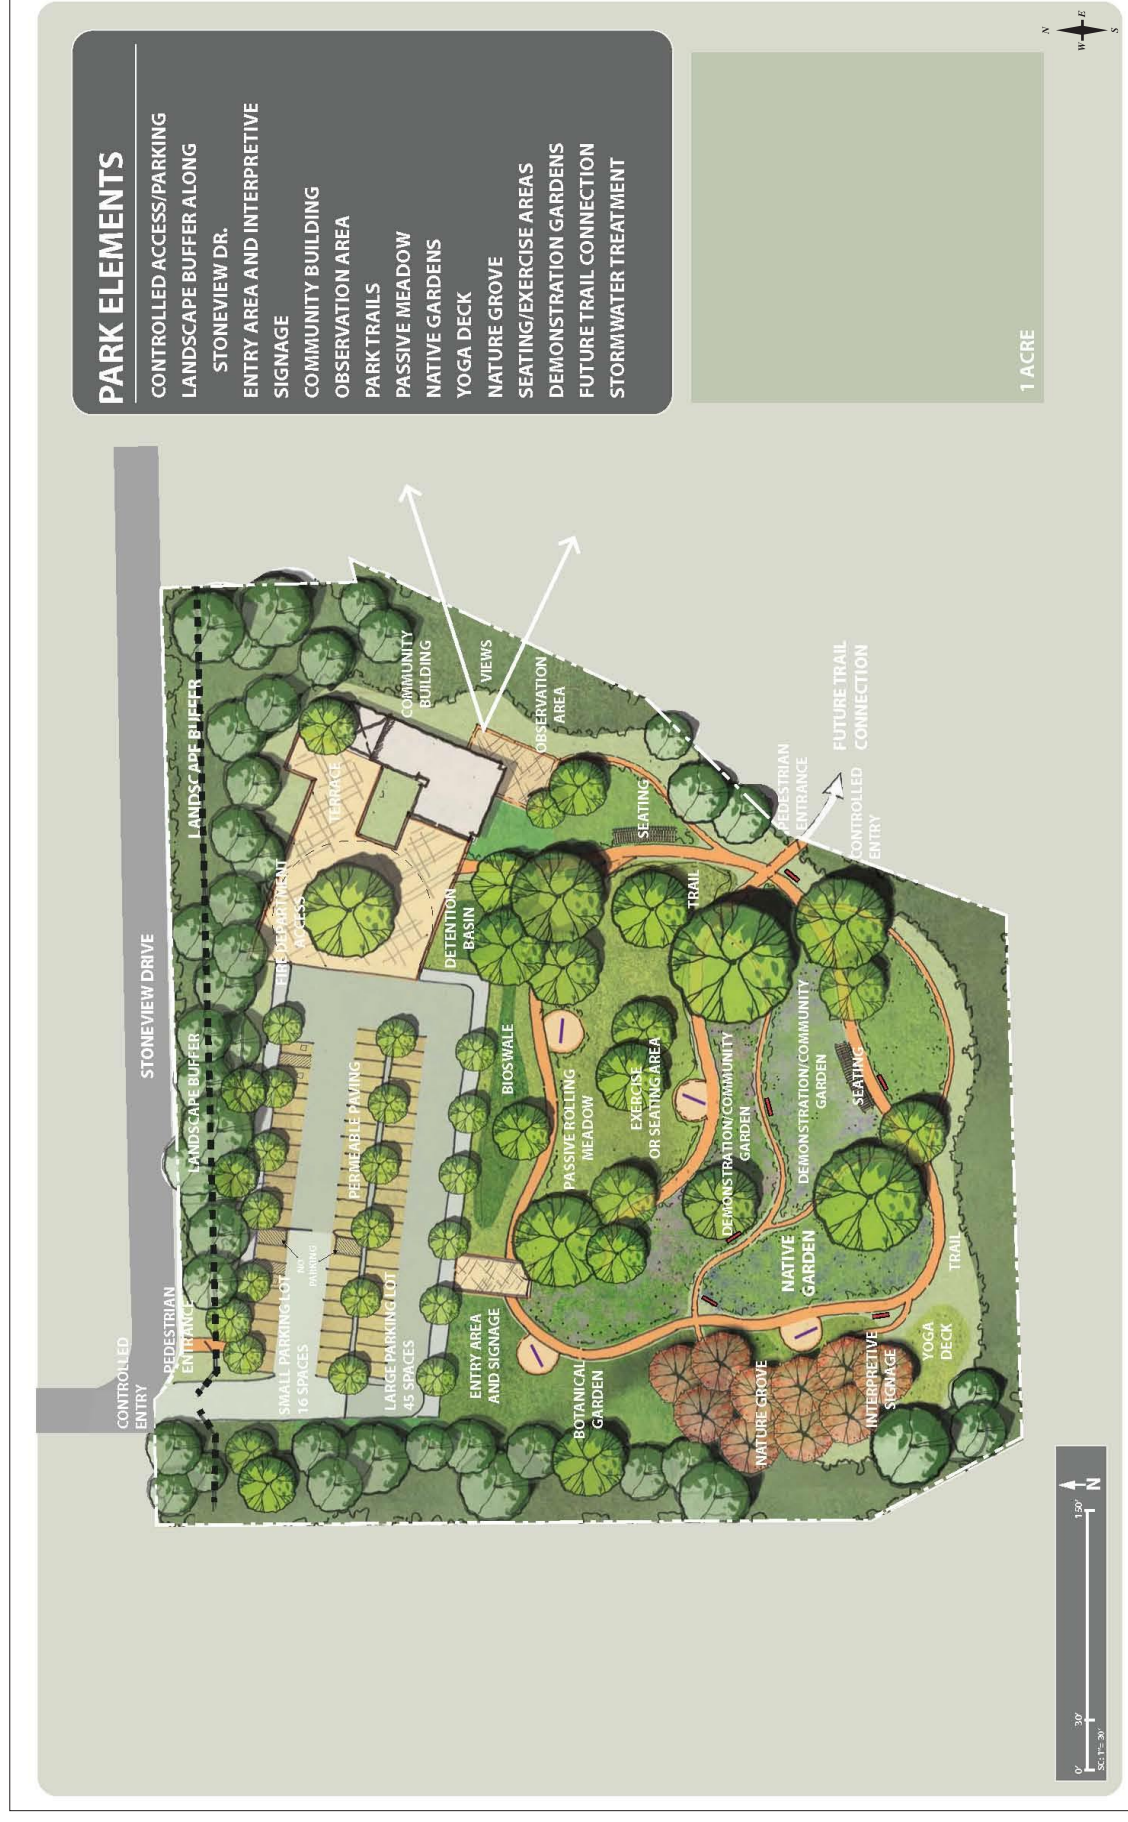 PARK ELEMENTS
CONTROLLED ACCESS/PARKING
LANDSCAPE BUFFER ALONG
STONEVIEW DR.
ENTRY AREA AND INTERPRETIVE
SIGNAGE
COMMUNITY BUILDING
OBSERVATION AREA
PARK TRAILS
PASSIVE MEADOW
NATIVE GARDENS
YOGA DECK
NATURE GROVE
SEATING/EXERCISE AREAS
DEMONSTRATION GARDENS
FUTURE TRAIL CONNECTION
STORMWATER TREATMENT
1 ACRE
N
E
W
S
STONEVIEW DRIVE
CONTROLLED
ENTRY
PEDESTRIAN
ENTRANCE
LANDSCAPE BUFFER
LANDSCAPE BUFFER
FIRE DEPARTMENT
ACCESS
TERRACE
COMMUNITY
BUILDING
VIEWS
OBSERVATION
AREA
SMALL PARKING LOT
16 SPACES
NO
PARKING
PERMEABLE PAVING
LARGE PARKING LOT
45 SPACES
DETENTION
BASIN
BIOSWALE
ENTRY AREA
AND SIGNAGE
PASSIVE ROLLING
MEADOW
BOTANICAL
GARDEN
EXERCISE
OR SEATING AREA
SEATING
TRAIL
PEDESTRIAN
ENTRANCE
FUTURE TRAIL
CONNECTION
CONTROLLED
ENTRY
DEMONSTRATION/COMMUNITY
GARDEN
DEMONSTRATION/COMMUNITY
GARDEN
SEATING
NATIVE
GARDEN
NATURE GROVE
INTERPRETIVE
SIGNAGE
YOGA
DECK
TRAIL
0'
30'
150'
SC: 1"= 30'
N